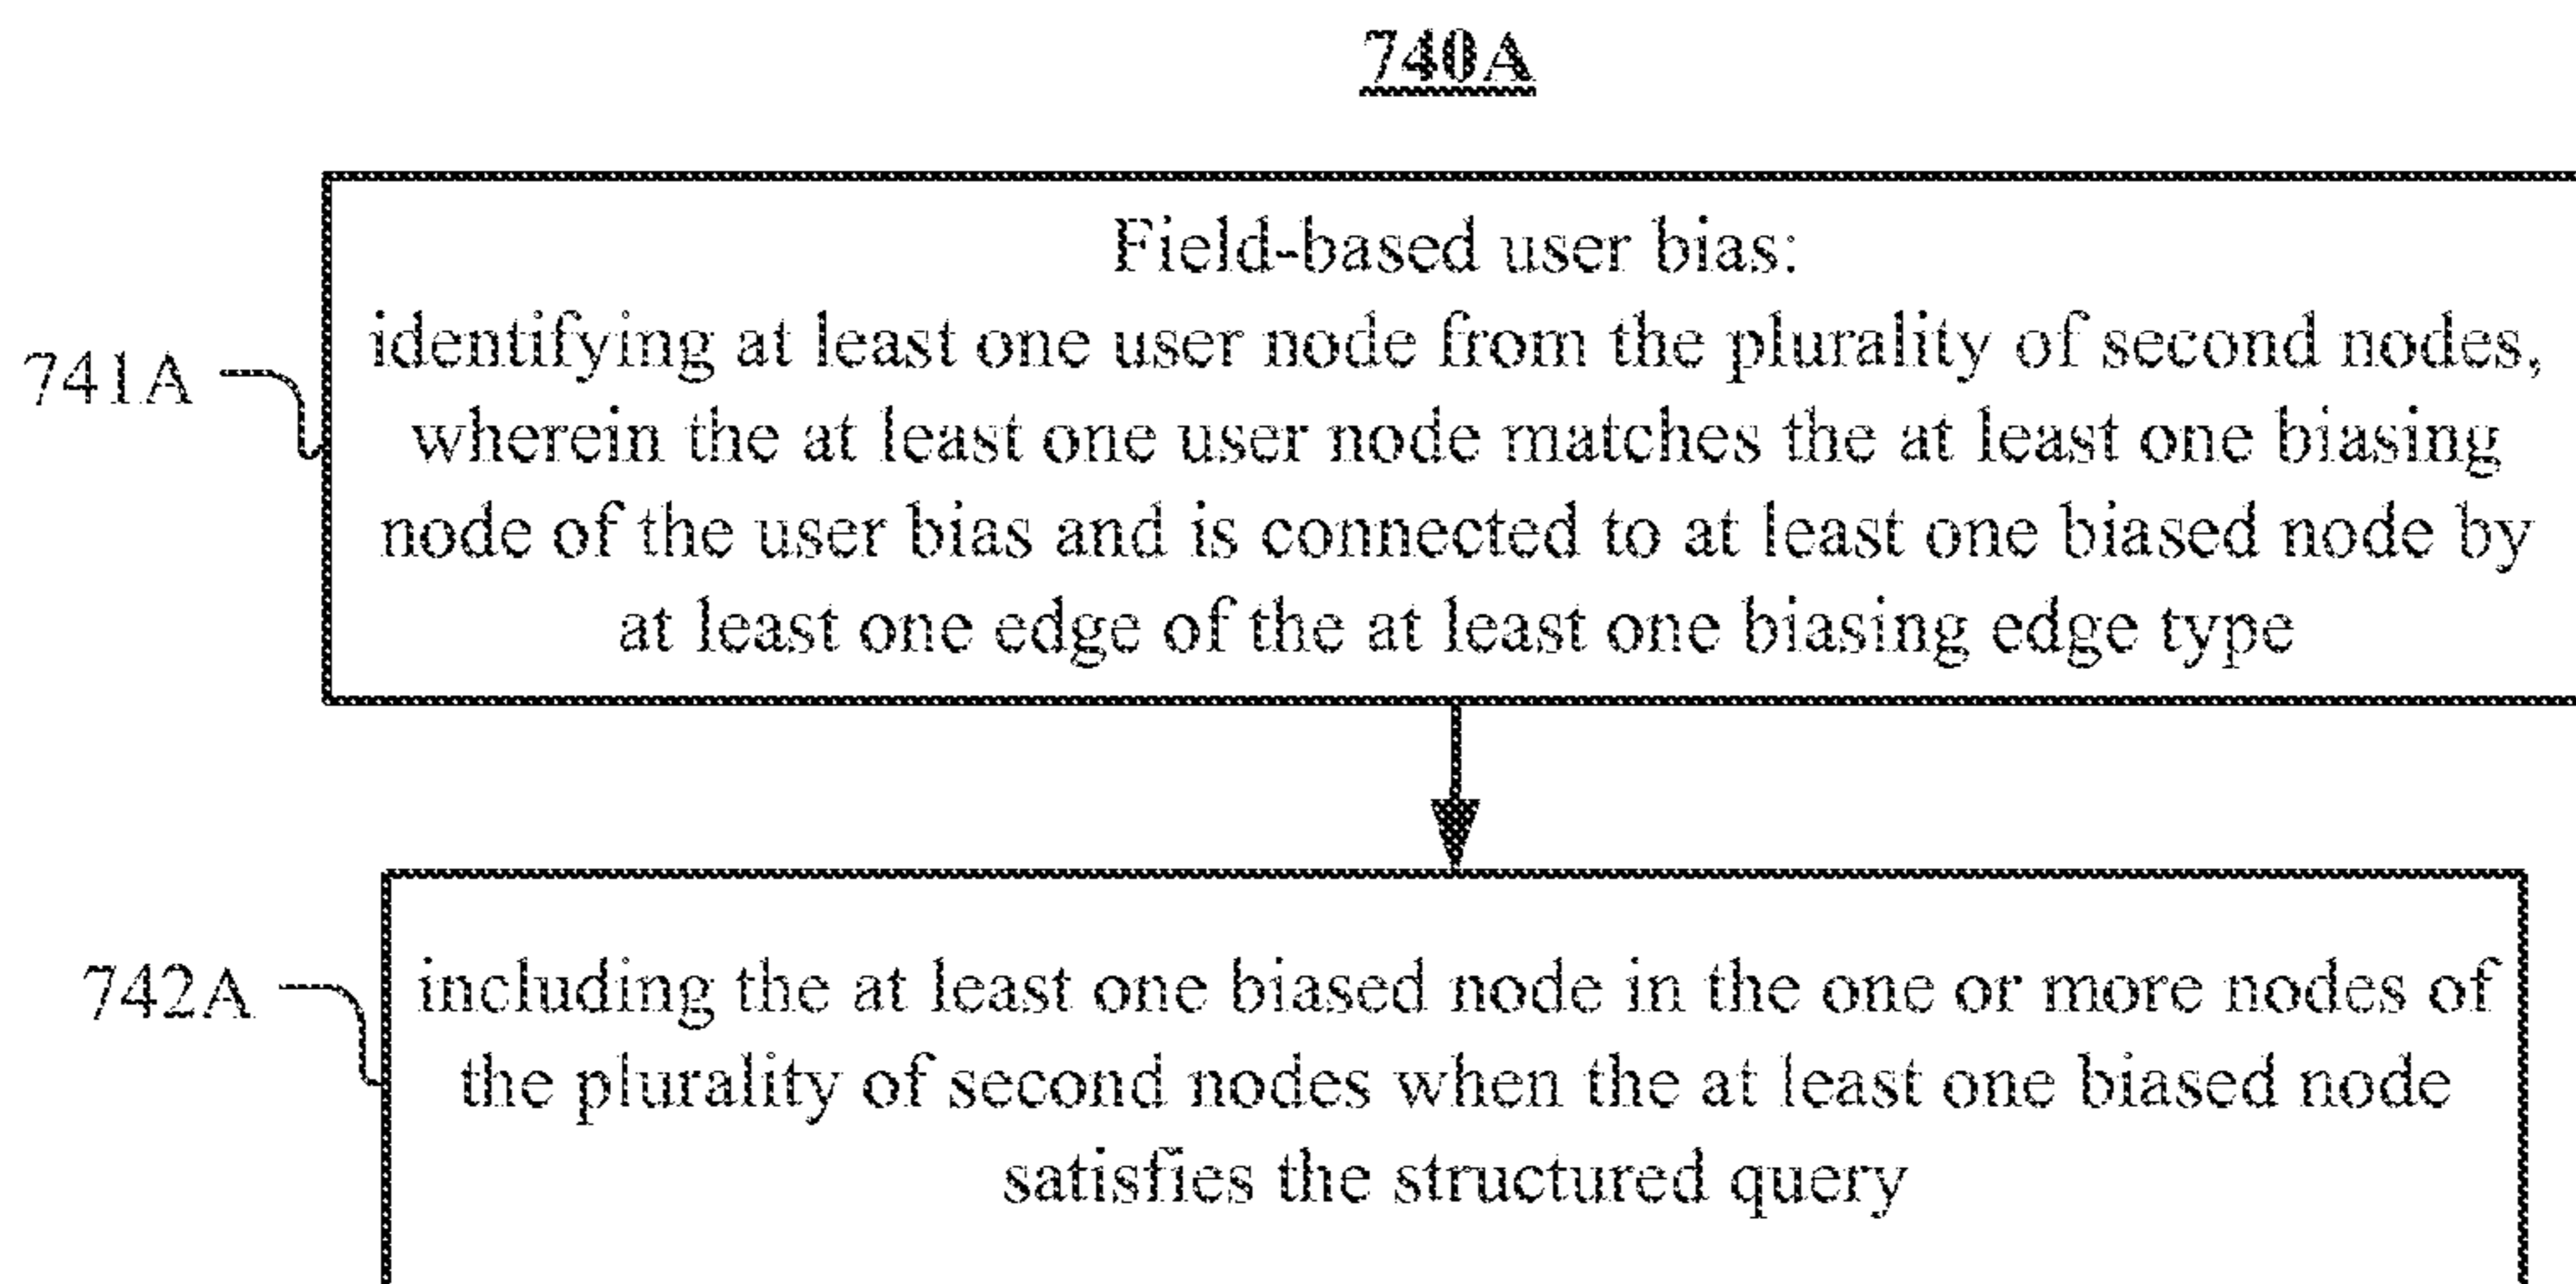 740A
Field-based user bias:
identifying at least one user node from the plurality of second nodes,
741A
wherein the at least one user node matches the at least one biasing
node of the user bias and is connected to at least one biased node by
at least one edge of the at least one biasing edge type
742A
including the at least one biased node in the one or more nodes of
the plurality of second nodes when the at least one biased node
satisfies the structured query